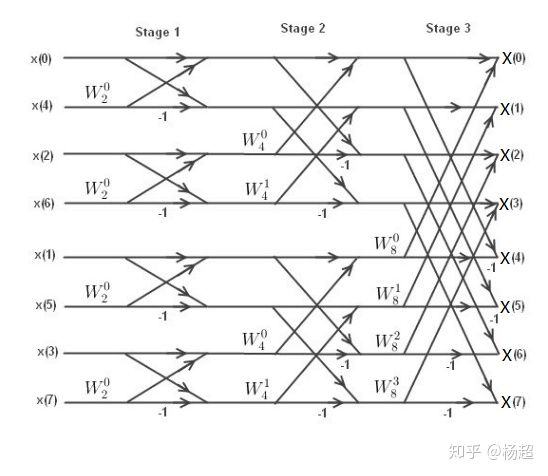 Stage 1 Stage 2 Stage 3
x(0) X(0)
W_2^0
x(4) -1 X(1)
W_4^0
x(2) -1 X(2)
W_2^0 W_4^1
x(6) -1 -1 X(3)
W_8^0
x(1) -1 X(4)
W_2^0 W_8^1
x(5) -1 -1 X(5)
W_4^0 W_8^2
x(3) -1 -1 X(6)
W_2^0 W_4^1 W_8^3
x(7) -1 -1 -1 X(7)
知乎 @杨超